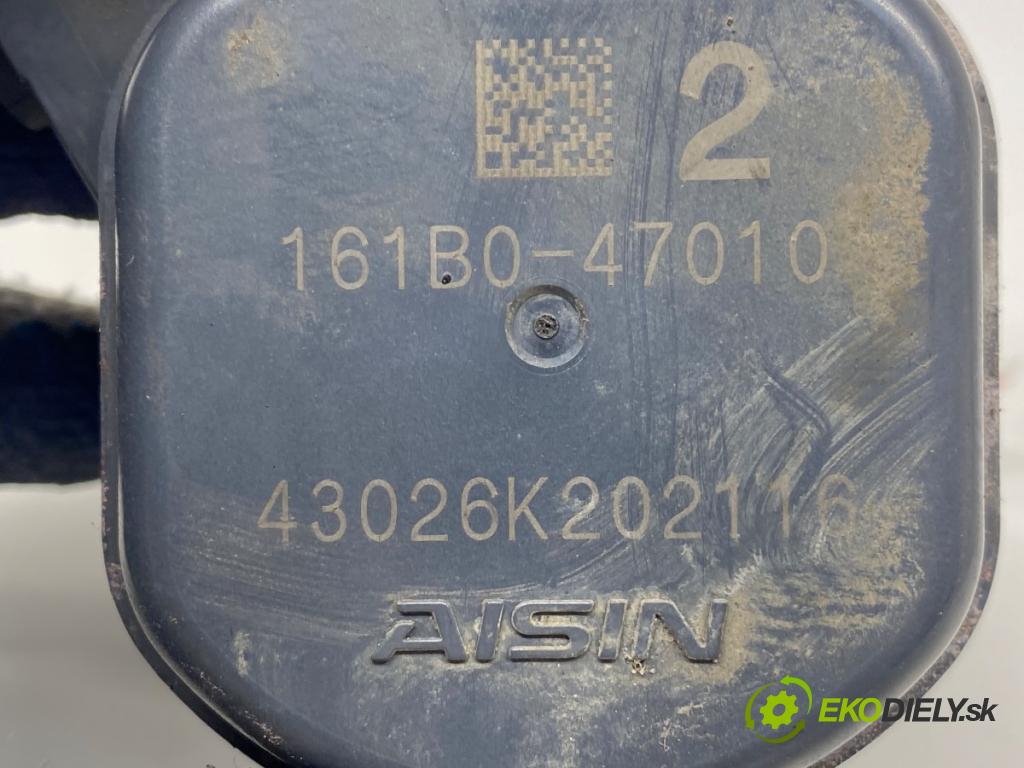 2
161B0-47010
43026K202116
AISIN
EKODIELY.sk